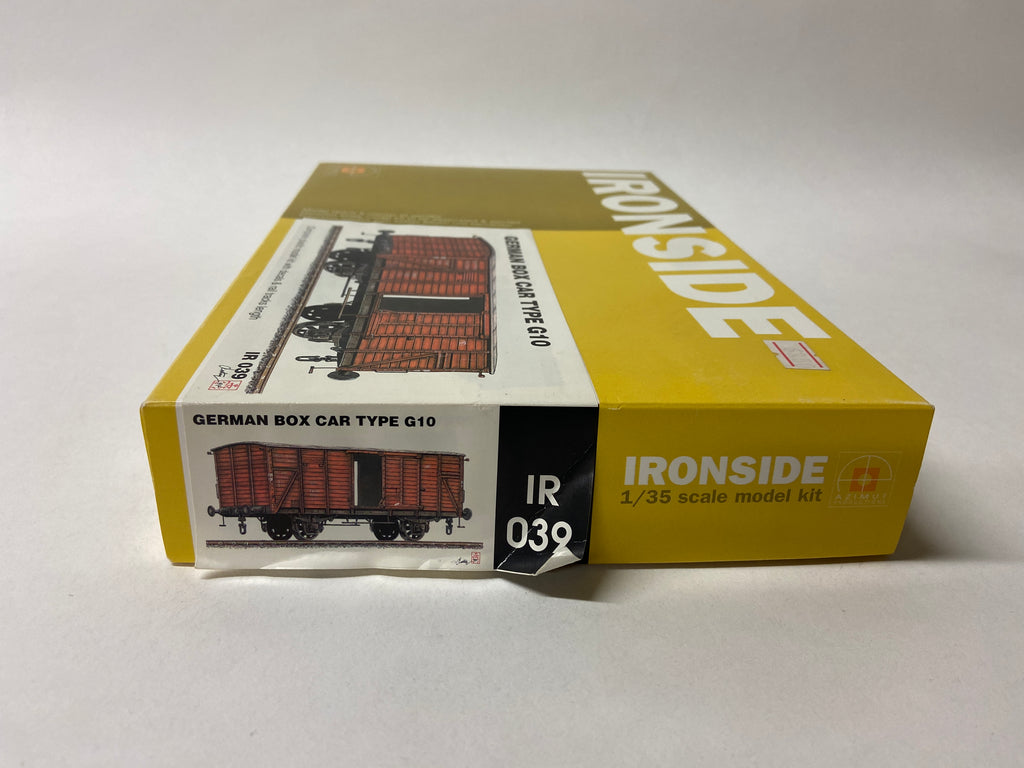 IRONSIDE
GERMAN BOX CAR TYPE G10
IR 039
GERMAN BOX CAR TYPE G10
IR
039
IRONSIDE
1/35 scale model kit
AZIMUT